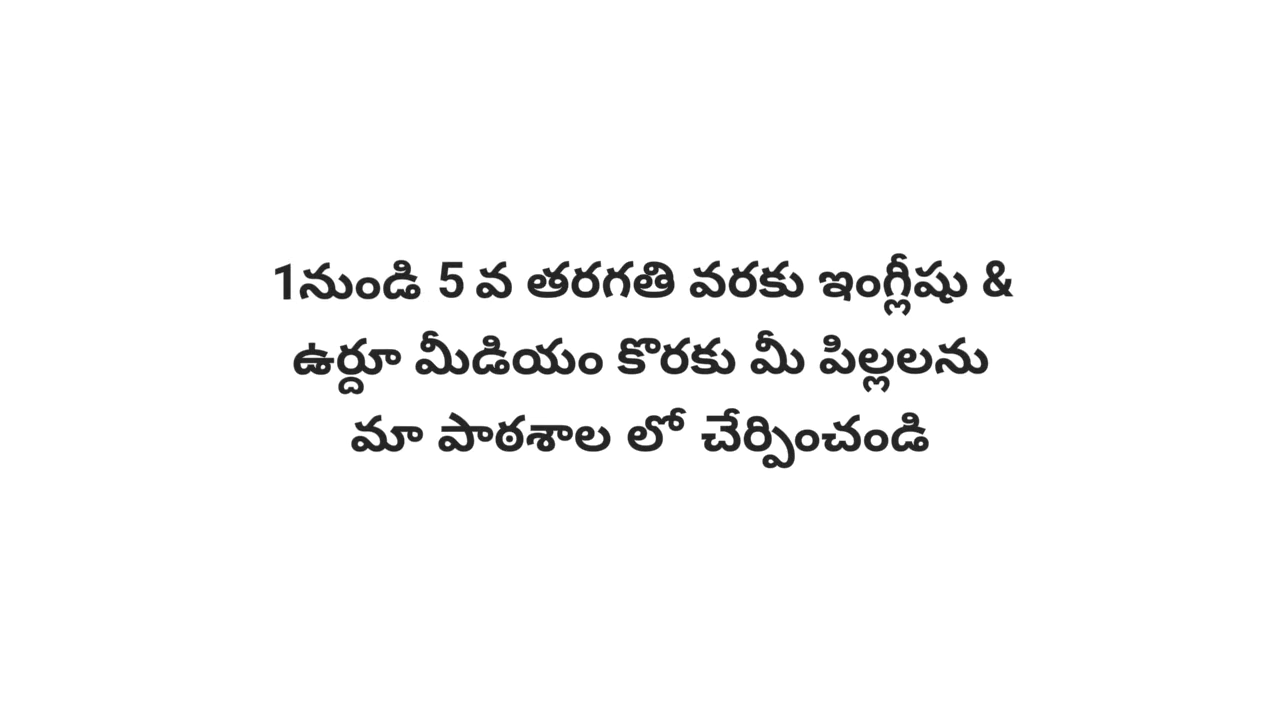 1నుండి 5 వ తరగతి వరకు ఇంగ్లీషు &
ఉర్దూ మీడియం కొరకు మీ పిల్లలను
మా పాఠశాల లో చేర్పించండి